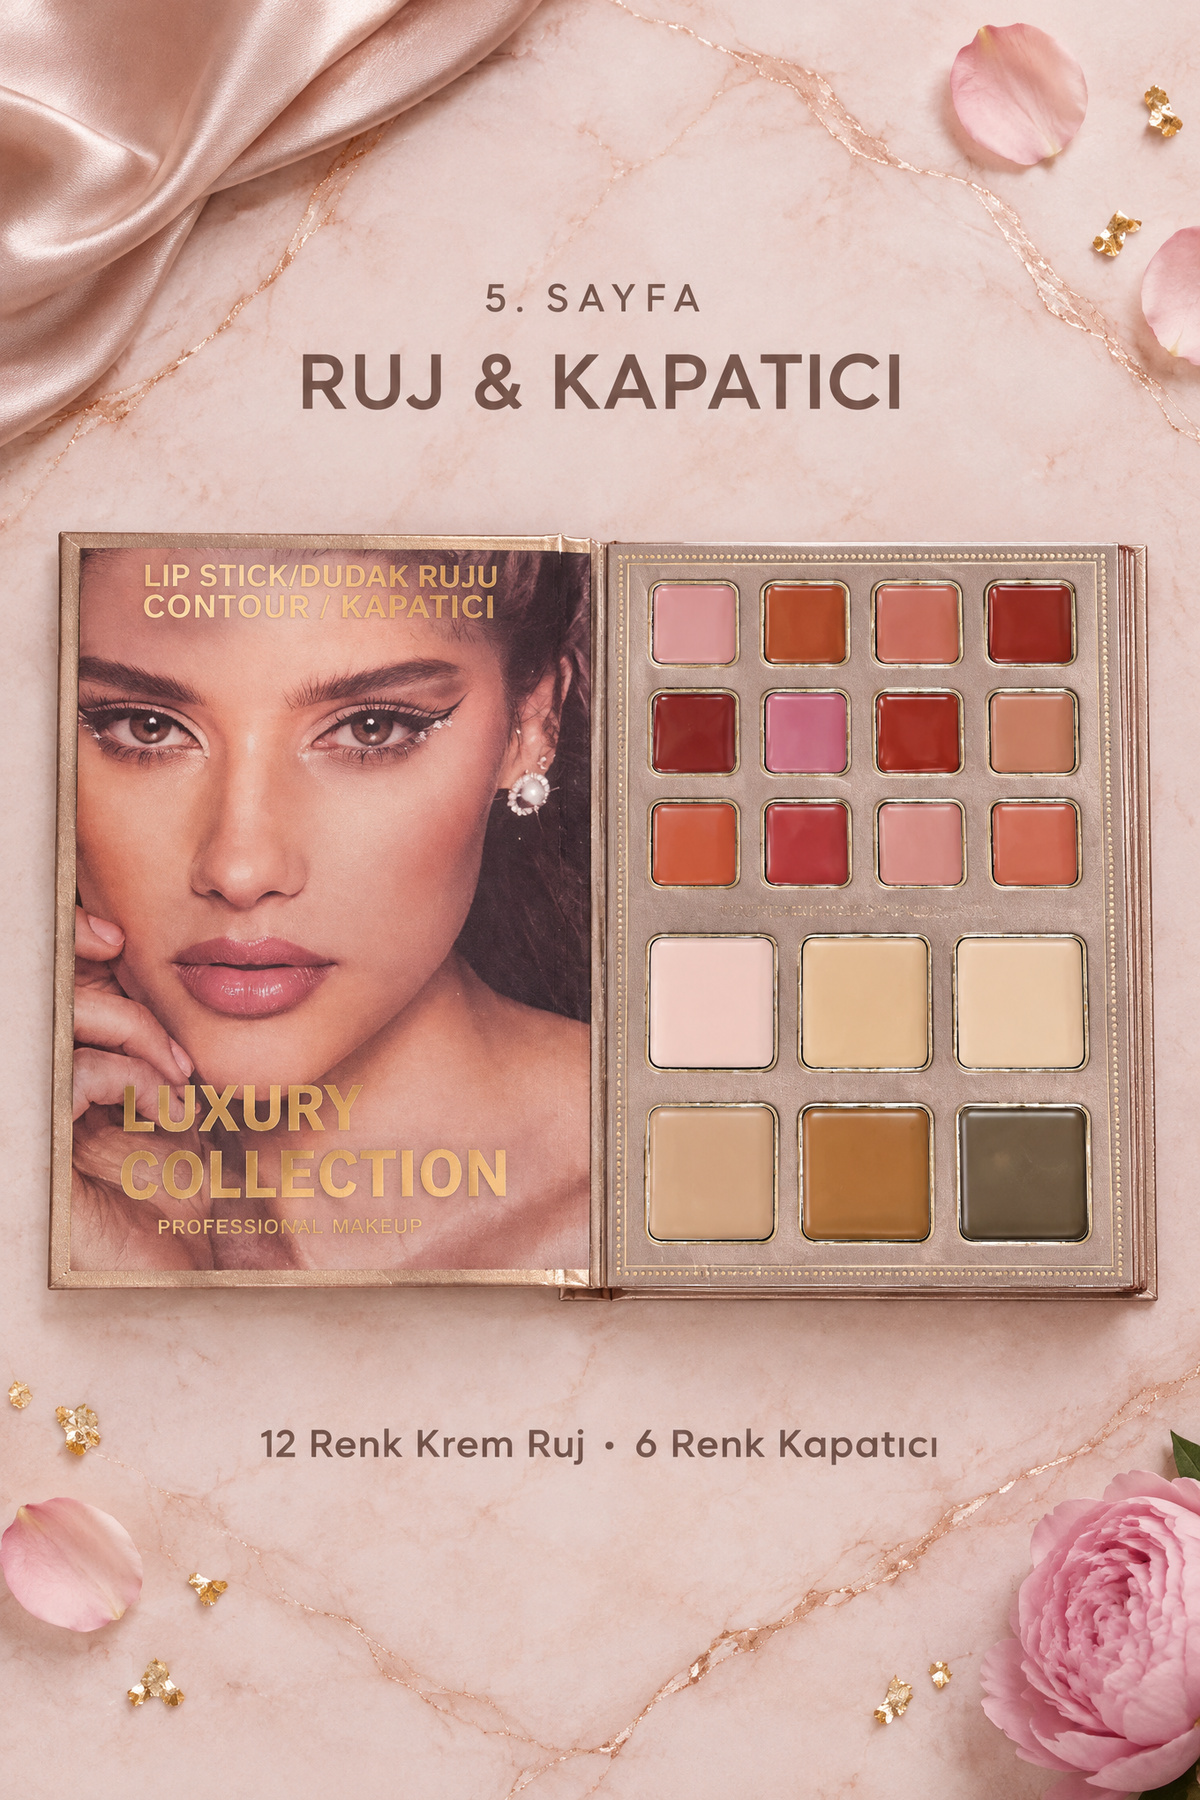 5. SAYFA
RUJ & KAPATICI
LIP STICK/DUDAK RUJU
CONTOUR / KAPATICI
LUXURY
COLLECTION
PROFESSIONAL MAKEUP
12 Renk Krem Ruj • 6 Renk Kapatıcı